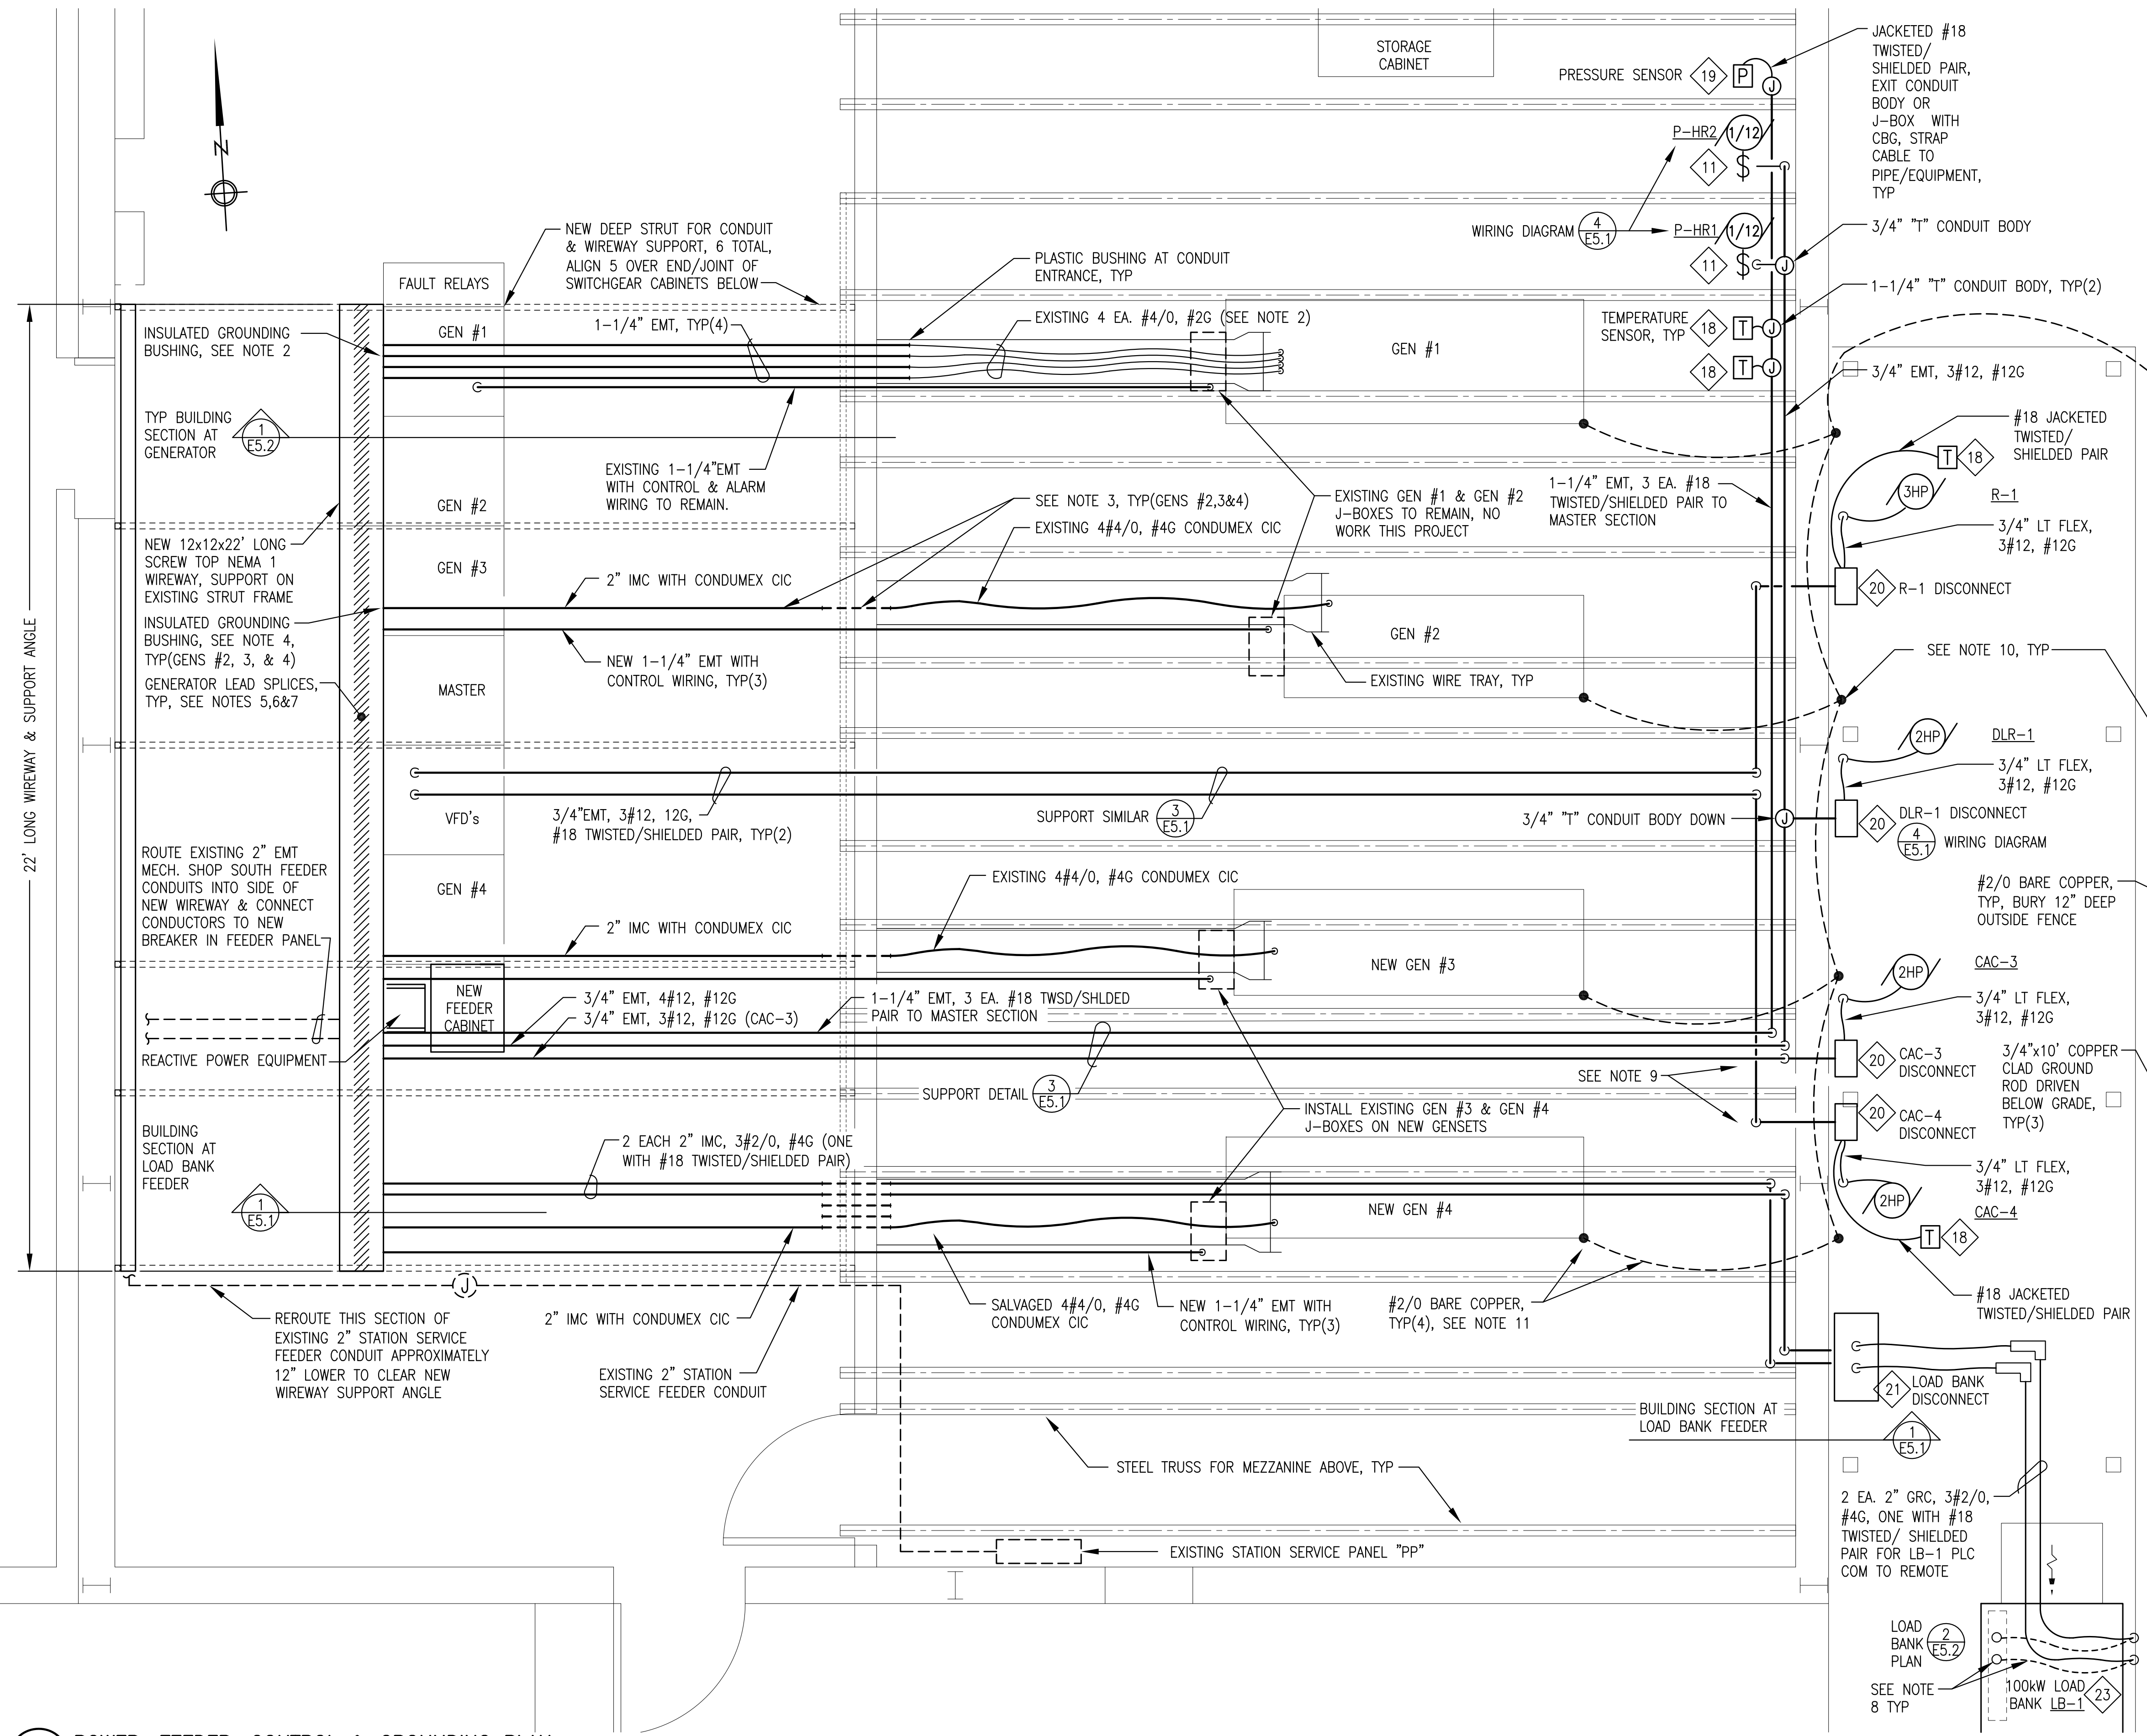 STORAGE
CABINET
PRESSURE SENSOR
19
P
J
JACKETED #18
TWISTED/
SHIELDED PAIR,
EXIT CONDUIT
BODY OR
J-BOX WITH
CBG, STRAP
CABLE TO
PIPE/EQUIPMENT,
TYP
N
P-HR2
1/12
11
$
WIRING DIAGRAM
4
E5.1
P-HR1
1/12
11
$
J
3/4" "T" CONDUIT BODY
NEW DEEP STRUT FOR CONDUIT
& WIREWAY SUPPORT, 6 TOTAL,
ALIGN 5 OVER END/JOINT OF
SWITCHGEAR CABINETS BELOW
PLASTIC BUSHING AT CONDUIT
ENTRANCE, TYP
1-1/4" "T" CONDUIT BODY, TYP(2)
FAULT RELAYS
INSULATED GROUNDING
BUSHING, SEE NOTE 2
GEN #1
1-1/4" EMT, TYP(4)
EXISTING 4 EA. #4/0, #2G (SEE NOTE 2)
GEN #1
TEMPERATURE
SENSOR, TYP
18
T
J
18
T
J
3/4" EMT, 3#12, #12G
TYP BUILDING
SECTION AT
GENERATOR
1
E5.2
#18 JACKETED
TWISTED/
SHIELDED PAIR
T
18
EXISTING 1-1/4"EMT
WITH CONTROL & ALARM
WIRING TO REMAIN.
GEN #2
SEE NOTE 3, TYP(GENS #2,3&4)
EXISTING 4#4/0, #4G CONDUMEX CIC
EXISTING GEN #1 & GEN #2
J-BOXES TO REMAIN, NO
WORK THIS PROJECT
1-1/4" EMT, 3 EA. #18
TWISTED/SHIELDED PAIR TO
MASTER SECTION
3HP
R-1
3/4" LT FLEX,
3#12, #12G
NEW 12x12x22' LONG
SCREW TOP NEMA 1
WIREWAY, SUPPORT ON
EXISTING STRUT FRAME
GEN #3
2" IMC WITH CONDUMEX CIC
20
R-1 DISCONNECT
22' LONG WIREWAY & SUPPORT ANGLE
INSULATED GROUNDING
BUSHING, SEE NOTE 4,
TYP(GENS #2, 3, & 4)
GEN #2
NEW 1-1/4" EMT WITH
CONTROL WIRING, TYP(3)
SEE NOTE 10, TYP
GENERATOR LEAD SPLICES,
TYP, SEE NOTES 5,6&7
MASTER
EXISTING WIRE TRAY, TYP
2HP
DLR-1
3/4" LT FLEX,
3#12, #12G
VFD's
3/4"EMT, 3#12, 12G,
#18 TWISTED/SHIELDED PAIR, TYP(2)
SUPPORT SIMILAR
3
E5.1
3/4" "T" CONDUIT BODY DOWN
J
20
DLR-1 DISCONNECT
4
E5.1
WIRING DIAGRAM
ROUTE EXISTING 2" EMT
MECH. SHOP SOUTH FEEDER
CONDUITS INTO SIDE OF
NEW WIREWAY & CONNECT
CONDUCTORS TO NEW
BREAKER IN FEEDER PANEL
GEN #4
EXISTING 4#4/0, #4G CONDUMEX CIC
#2/0 BARE COPPER,
TYP, BURY 12" DEEP
OUTSIDE FENCE
2" IMC WITH CONDUMEX CIC
NEW GEN #3
2HP
CAC-3
3/4" LT FLEX,
3#12, #12G
NEW
FEEDER
CABINET
3/4" EMT, 4#12, #12G
3/4" EMT, 3#12, #12G (CAC-3)
1-1/4" EMT, 3 EA. #18 TWSD/SHLDED
PAIR TO MASTER SECTION
REACTIVE POWER EQUIPMENT
20
CAC-3
DISCONNECT
3/4"x10' COPPER
CLAD GROUND
ROD DRIVEN
BELOW GRADE,
TYP(3)
SEE NOTE 9
SUPPORT DETAIL
3
E5.1
INSTALL EXISTING GEN #3 & GEN #4
J-BOXES ON NEW GENSETS
20
CAC-4
DISCONNECT
BUILDING
SECTION AT
LOAD BANK
FEEDER
1
E5.1
2 EACH 2" IMC, 3#2/0, #4G (ONE
WITH #18 TWISTED/SHIELDED PAIR)
3/4" LT FLEX,
3#12, #12G
2HP
CAC-4
NEW GEN #4
T
18
J
REROUTE THIS SECTION OF
EXISTING 2" STATION SERVICE
FEEDER CONDUIT APPROXIMATELY
12" LOWER TO CLEAR NEW
WIREWAY SUPPORT ANGLE
2" IMC WITH CONDUMEX CIC
SALVAGED 4#4/0, #4G
CONDUMEX CIC
NEW 1-1/4" EMT WITH
CONTROL WIRING, TYP(3)
#2/0 BARE COPPER,
TYP(4), SEE NOTE 11
#18 JACKETED
TWISTED/SHIELDED PAIR
EXISTING 2" STATION
SERVICE FEEDER CONDUIT
21
LOAD BANK
DISCONNECT
BUILDING SECTION AT
LOAD BANK FEEDER
1
E5.1
STEEL TRUSS FOR MEZZANINE ABOVE, TYP
2 EA. 2" GRC, 3#2/0,
#4G, ONE WITH #18
TWISTED/ SHIELDED
PAIR FOR LB-1 PLC
COM TO REMOTE
EXISTING STATION SERVICE PANEL "PP"
LOAD
BANK
PLAN
2
E5.2
SEE NOTE
8 TYP
100kW LOAD
BANK LB-1
23
POWER, FEEDER, CONTROL & GROUNDING PLAN